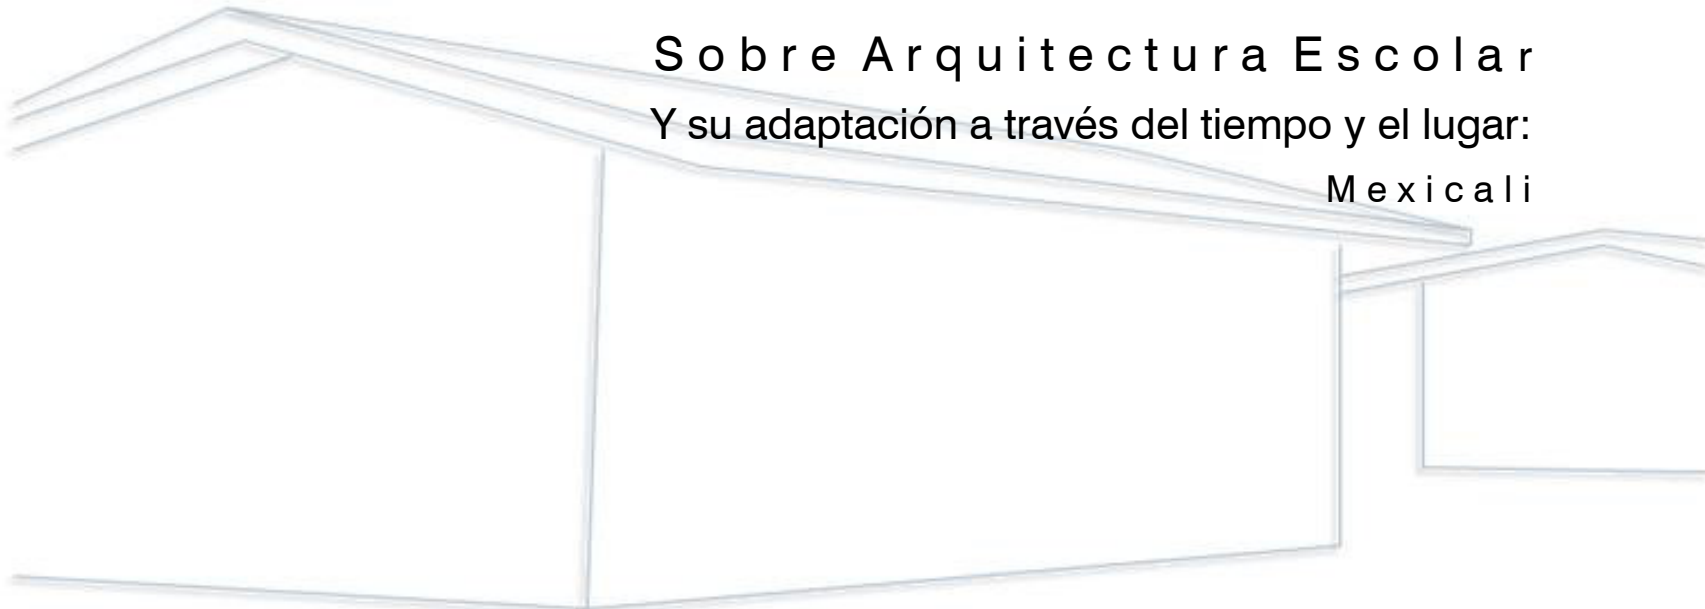 Sobre Arquitectura Escolar
Y su adaptación a través del tiempo y el lugar:
Mexicali